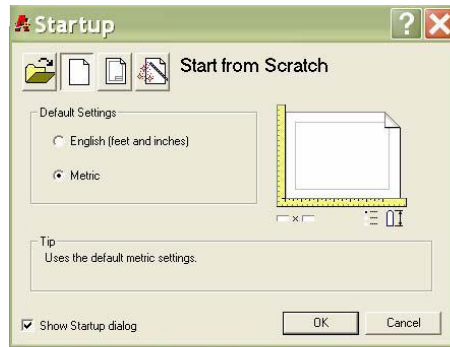 Startup
Start from Scratch
Default Settings
English (feet and inches)
Metric
Tip
Uses the default metric settings.
Show Startup dialog
OK
Cancel